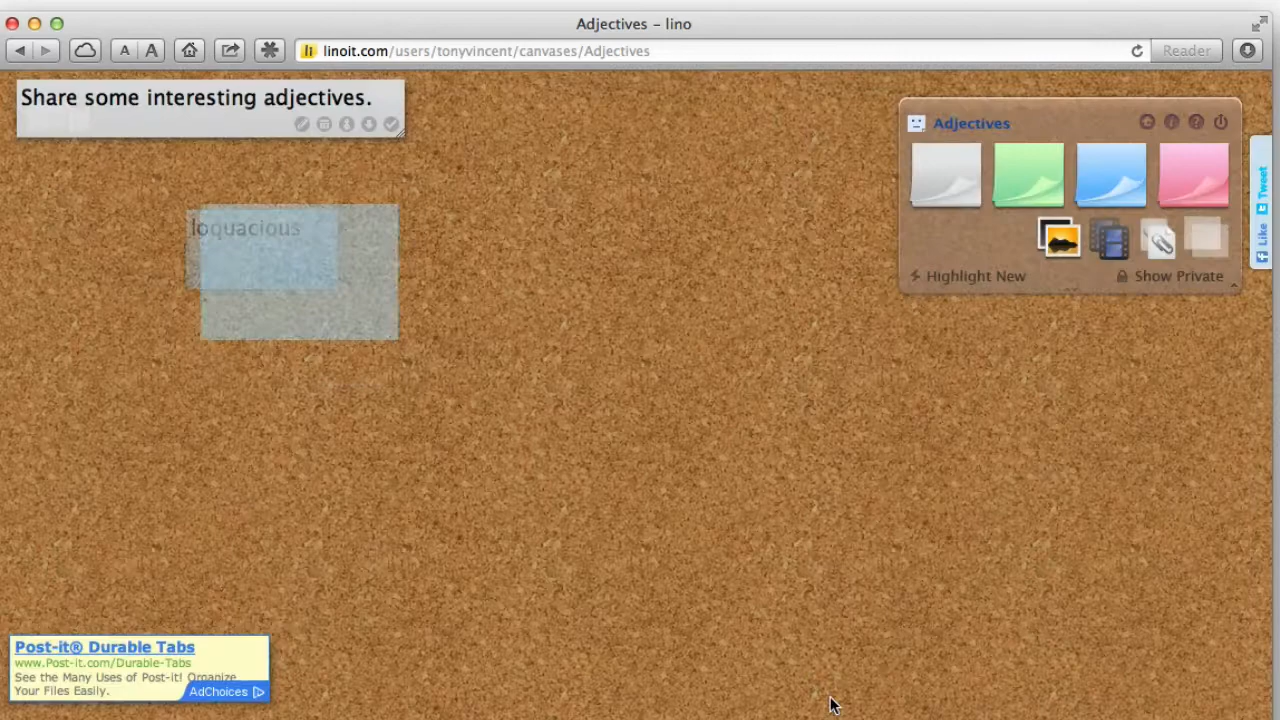 Adjectives – lino
A A
li linoit.com/users/tonyvincent/canvases/Adjectives
Reader
Share some interesting adjectives.
Adjectives
loquacious
Tweet
Like
Highlight New
Show Private
Post-it® Durable Tabs
www.Post-it.com/Durable-Tabs
See the Many Uses of Post-it! Organize
Your Files Easily.
AdChoices